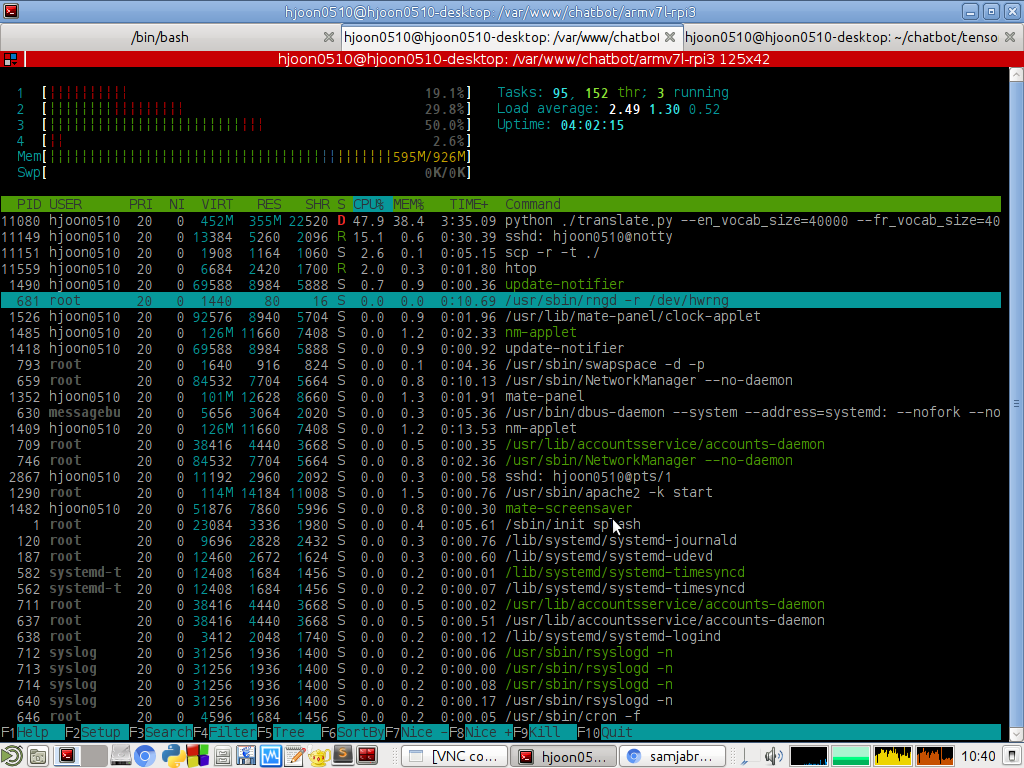 hjoon0510@hjoon0510-desktop: /var/www/chatbot/armv7l-rpi3
/bin/bash
hjoon0510@hjoon0510-desktop: /var/www/chatbot
hjoon0510@hjoon0510-desktop: ~/chatbot/tenso
hjoon0510@hjoon0510-desktop: /var/www/chatbot/armv7l-rpi3 125x42
1 [ 19.1%] Tasks: 95, 152 thr; 3 running
2 [ 29.8%] Load average: 2.49 1.30 0.52
3 [ 50.0%] Uptime: 04:02:15
4 [ 2.6%]
Mem[ 595M/926M]
Swp[ 0K/0K]
PID USER PRI NI VIRT RES SHR S CPU% MEM% TIME+ Command
11080 hjoon0510 20 0 452M 355M 22520 D 47.9 38.4 3:35.09 python ./translate.py --en_vocab_size=40000 --fr_vocab_size=40
11149 hjoon0510 20 0 13384 5260 2096 R 15.1 0.6 0:30.39 sshd: hjoon0510@notty
11151 hjoon0510 20 0 1908 1164 1060 S 2.6 0.1 0:05.15 scp -r -t ./
11559 hjoon0510 20 0 6684 2420 1700 R 2.0 0.3 0:01.80 htop
1490 hjoon0510 20 0 69588 8984 5888 S 0.7 0.9 0:00.36 update-notifier
681 root 20 0 1440 80 16 S 0.0 0.0 0:10.69 /usr/sbin/rngd -r /dev/hwrng
1526 hjoon0510 20 0 92576 8940 5704 S 0.0 0.9 0:01.96 /usr/lib/mate-panel/clock-applet
1485 hjoon0510 20 0 126M 11660 7408 S 0.0 1.2 0:02.33 nm-applet
1418 hjoon0510 20 0 69588 8984 5888 S 0.0 0.9 0:00.92 update-notifier
793 root 20 0 1640 916 824 S 0.0 0.1 0:04.36 /usr/sbin/swapspace -d -p
659 root 20 0 84532 7704 5664 S 0.0 0.8 0:10.13 /usr/sbin/NetworkManager --no-daemon
1352 hjoon0510 20 0 101M 12628 8660 S 0.0 1.3 0:01.91 mate-panel
630 messagebu 20 0 5656 3064 2020 S 0.0 0.3 0:05.36 /usr/bin/dbus-daemon --system --address=systemd: --nofork --no
1409 hjoon0510 20 0 126M 11660 7408 S 0.0 1.2 0:13.53 nm-applet
709 root 20 0 38416 4440 3668 S 0.0 0.5 0:00.35 /usr/lib/accountsservice/accounts-daemon
746 root 20 0 84532 7704 5664 S 0.0 0.8 0:02.36 /usr/sbin/NetworkManager --no-daemon
2867 hjoon0510 20 0 11192 2960 2092 S 0.0 0.3 0:00.58 sshd: hjoon0510@pts/1
1290 root 20 0 114M 14184 11008 S 0.0 1.5 0:00.76 /usr/sbin/apache2 -k start
1482 hjoon0510 20 0 51876 7860 5996 S 0.0 0.8 0:00.30 mate-screensaver
1 root 20 0 23084 3336 1980 S 0.0 0.4 0:05.61 /sbin/init splash
120 root 20 0 9696 2828 2432 S 0.0 0.3 0:00.76 /lib/systemd/systemd-journald
187 root 20 0 12460 2672 1624 S 0.0 0.3 0:00.60 /lib/systemd/systemd-udevd
582 systemd-t 20 0 12408 1684 1456 S 0.0 0.2 0:00.01 /lib/systemd/systemd-timesyncd
562 systemd-t 20 0 12408 1684 1456 S 0.0 0.2 0:00.07 /lib/systemd/systemd-timesyncd
711 root 20 0 38416 4440 3668 S 0.0 0.5 0:00.02 /usr/lib/accountsservice/accounts-daemon
637 root 20 0 38416 4440 3668 S 0.0 0.5 0:00.51 /usr/lib/accountsservice/accounts-daemon
638 root 20 0 3412 2048 1740 S 0.0 0.2 0:00.12 /lib/systemd/systemd-logind
712 syslog 20 0 31256 1936 1400 S 0.0 0.2 0:00.06 /usr/sbin/rsyslogd -n
713 syslog 20 0 31256 1936 1400 S 0.0 0.2 0:00.00 /usr/sbin/rsyslogd -n
714 syslog 20 0 31256 1936 1400 S 0.0 0.2 0:00.08 /usr/sbin/rsyslogd -n
640 syslog 20 0 31256 1936 1400 S 0.0 0.2 0:00.17 /usr/sbin/rsyslogd -n
646 root 20 0 4596 1684 1456 S 0.0 0.2 0:00.05 /usr/sbin/cron -f
F1Help F2Setup F3SearchF4FilterF5Tree F6SortByF7Nice -F8Nice +F9Kill F10Quit
[VNC co...
hjoon05...
samjabr...
10:40